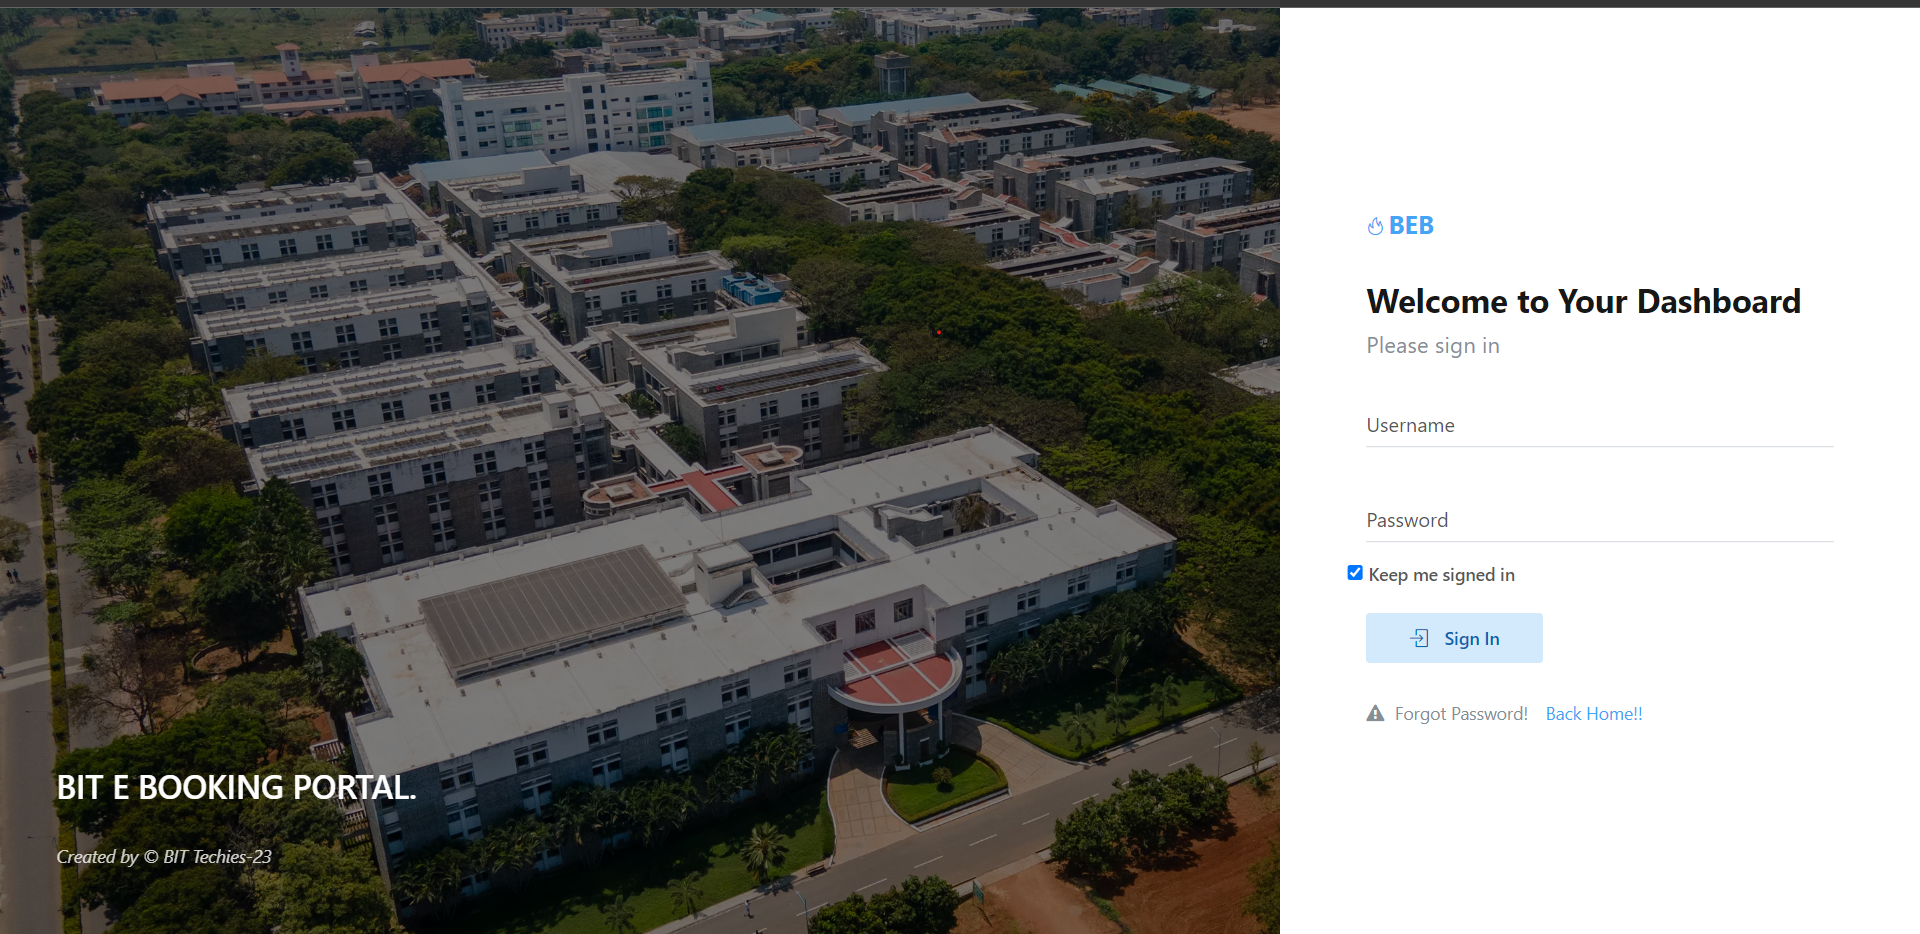 BEB
Welcome to Your Dashboard
Please sign in
Username
Password
Keep me signed in
Sign In
Forgot Password! Back Home!!
BIT E BOOKING PORTAL.
Created by © BIT Techies-23